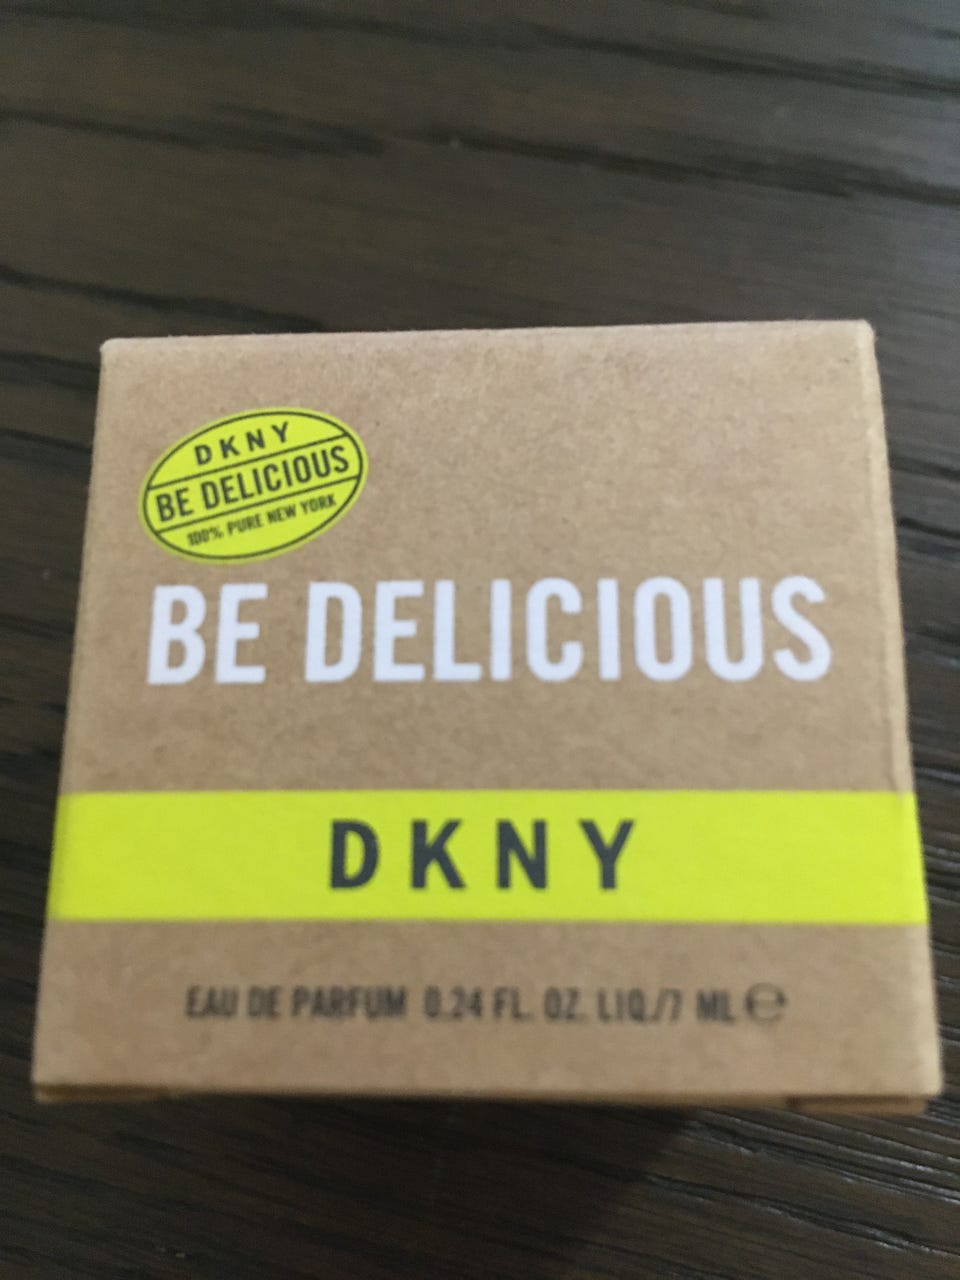 DKNY
BE DELICIOUS
100% PURE NEW YORK
BE DELICIOUS
DKNY
EAU DE PARFUM 0.24 FL. OZ. LIQ./7 ML ℮